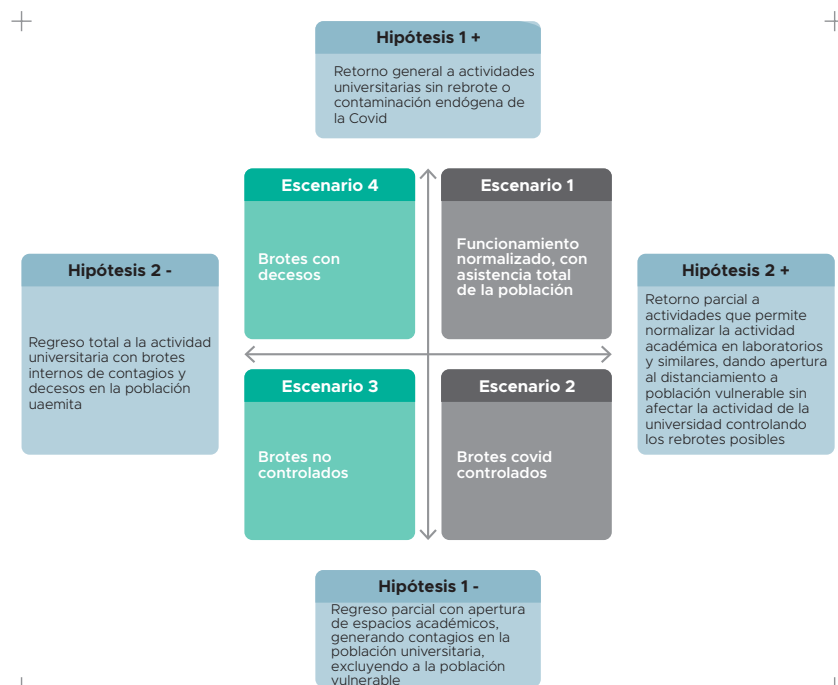 Hipótesis 1 +
Retorno general a actividades
universitarias sin rebrote o
contaminación endógena de
la Covid
Escenario 4
Brotes con
decesos
Escenario 1
Funcionamiento
normalizado, con
asistencia total
de la población
Hipótesis 2 -
Regreso total a la actividad
universitaria con brotes
internos de contagios y
decesos en la población
uaemita
Hipótesis 2 +
Retorno parcial a
actividades que permite
normalizar la actividad
académica en laboratorios
y similares, dando apertura
al distanciamiento a
población vulnerable sin
afectar la actividad de la
universidad controlando
los rebrotes posibles
Escenario 3
Brotes no
controlados
Escenario 2
Brotes covid
controlados
Hipótesis 1 -
Regreso parcial con apertura
de espacios académicos,
generando contagios en la
población universitaria,
excluyendo a la población
vulnerable